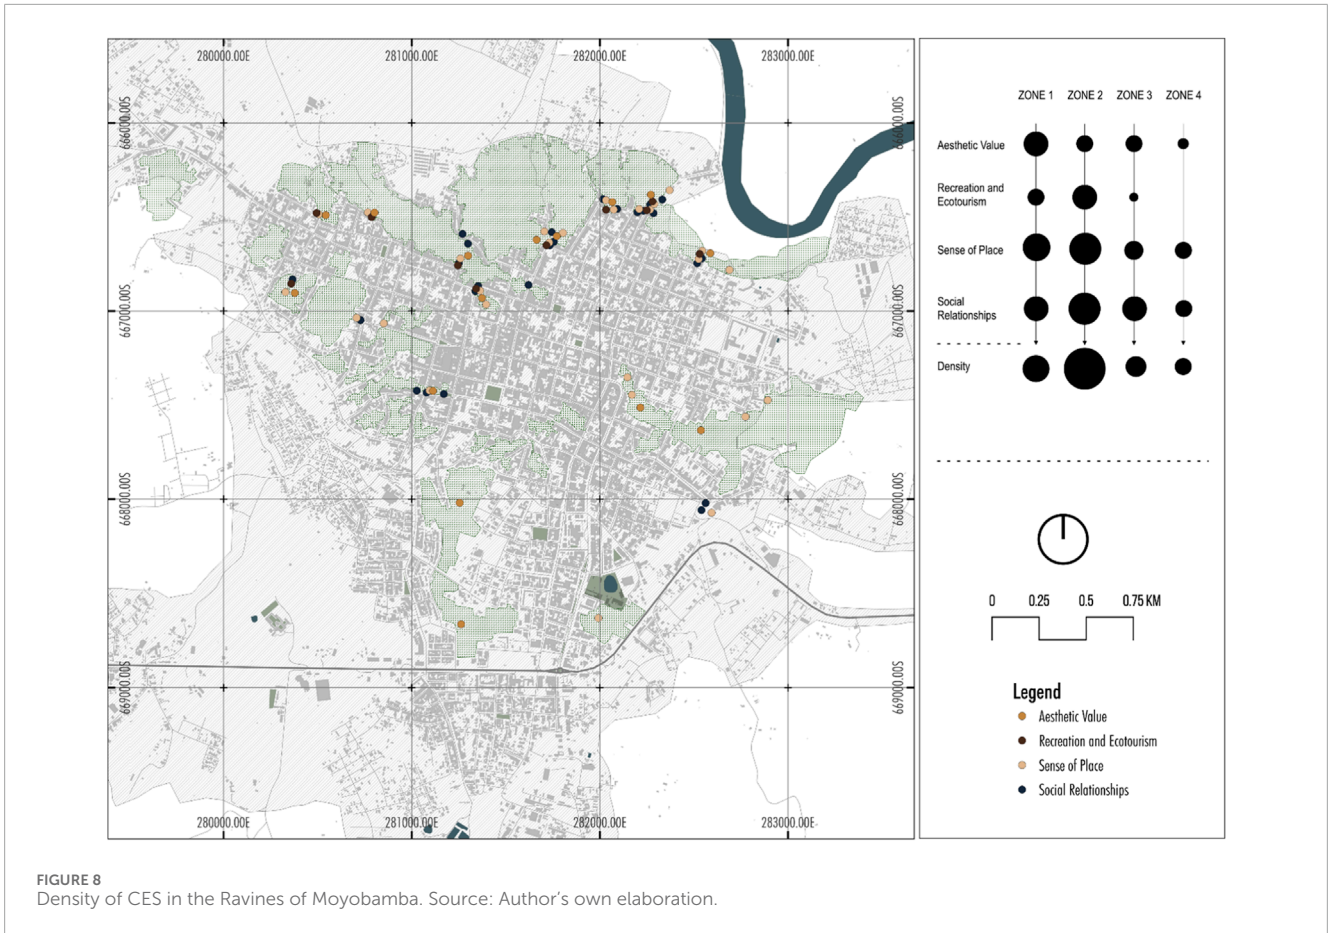 280000.00E 281000.00E 282000.00E 283000.00E
666000.00S 666000.00S
667000.00S 667000.00S
668000.00S 668000.00S
669000.00S 669000.00S
280000.00E 281000.00E 282000.00E 283000.00E
ZONE 1 ZONE 2 ZONE 3 ZONE 4
Aesthetic Value
Recreation and
Ecotourism
Sense of Place
Social
Relationships
Density
0 0.25 0.5 0.75 KM
Legend
Aesthetic Value
Recreation and Ecotourism
Sense of Place
Social Relationships
FIGURE 8
Density of CES in the Ravines of Moyobamba. Source: Author's own elaboration.